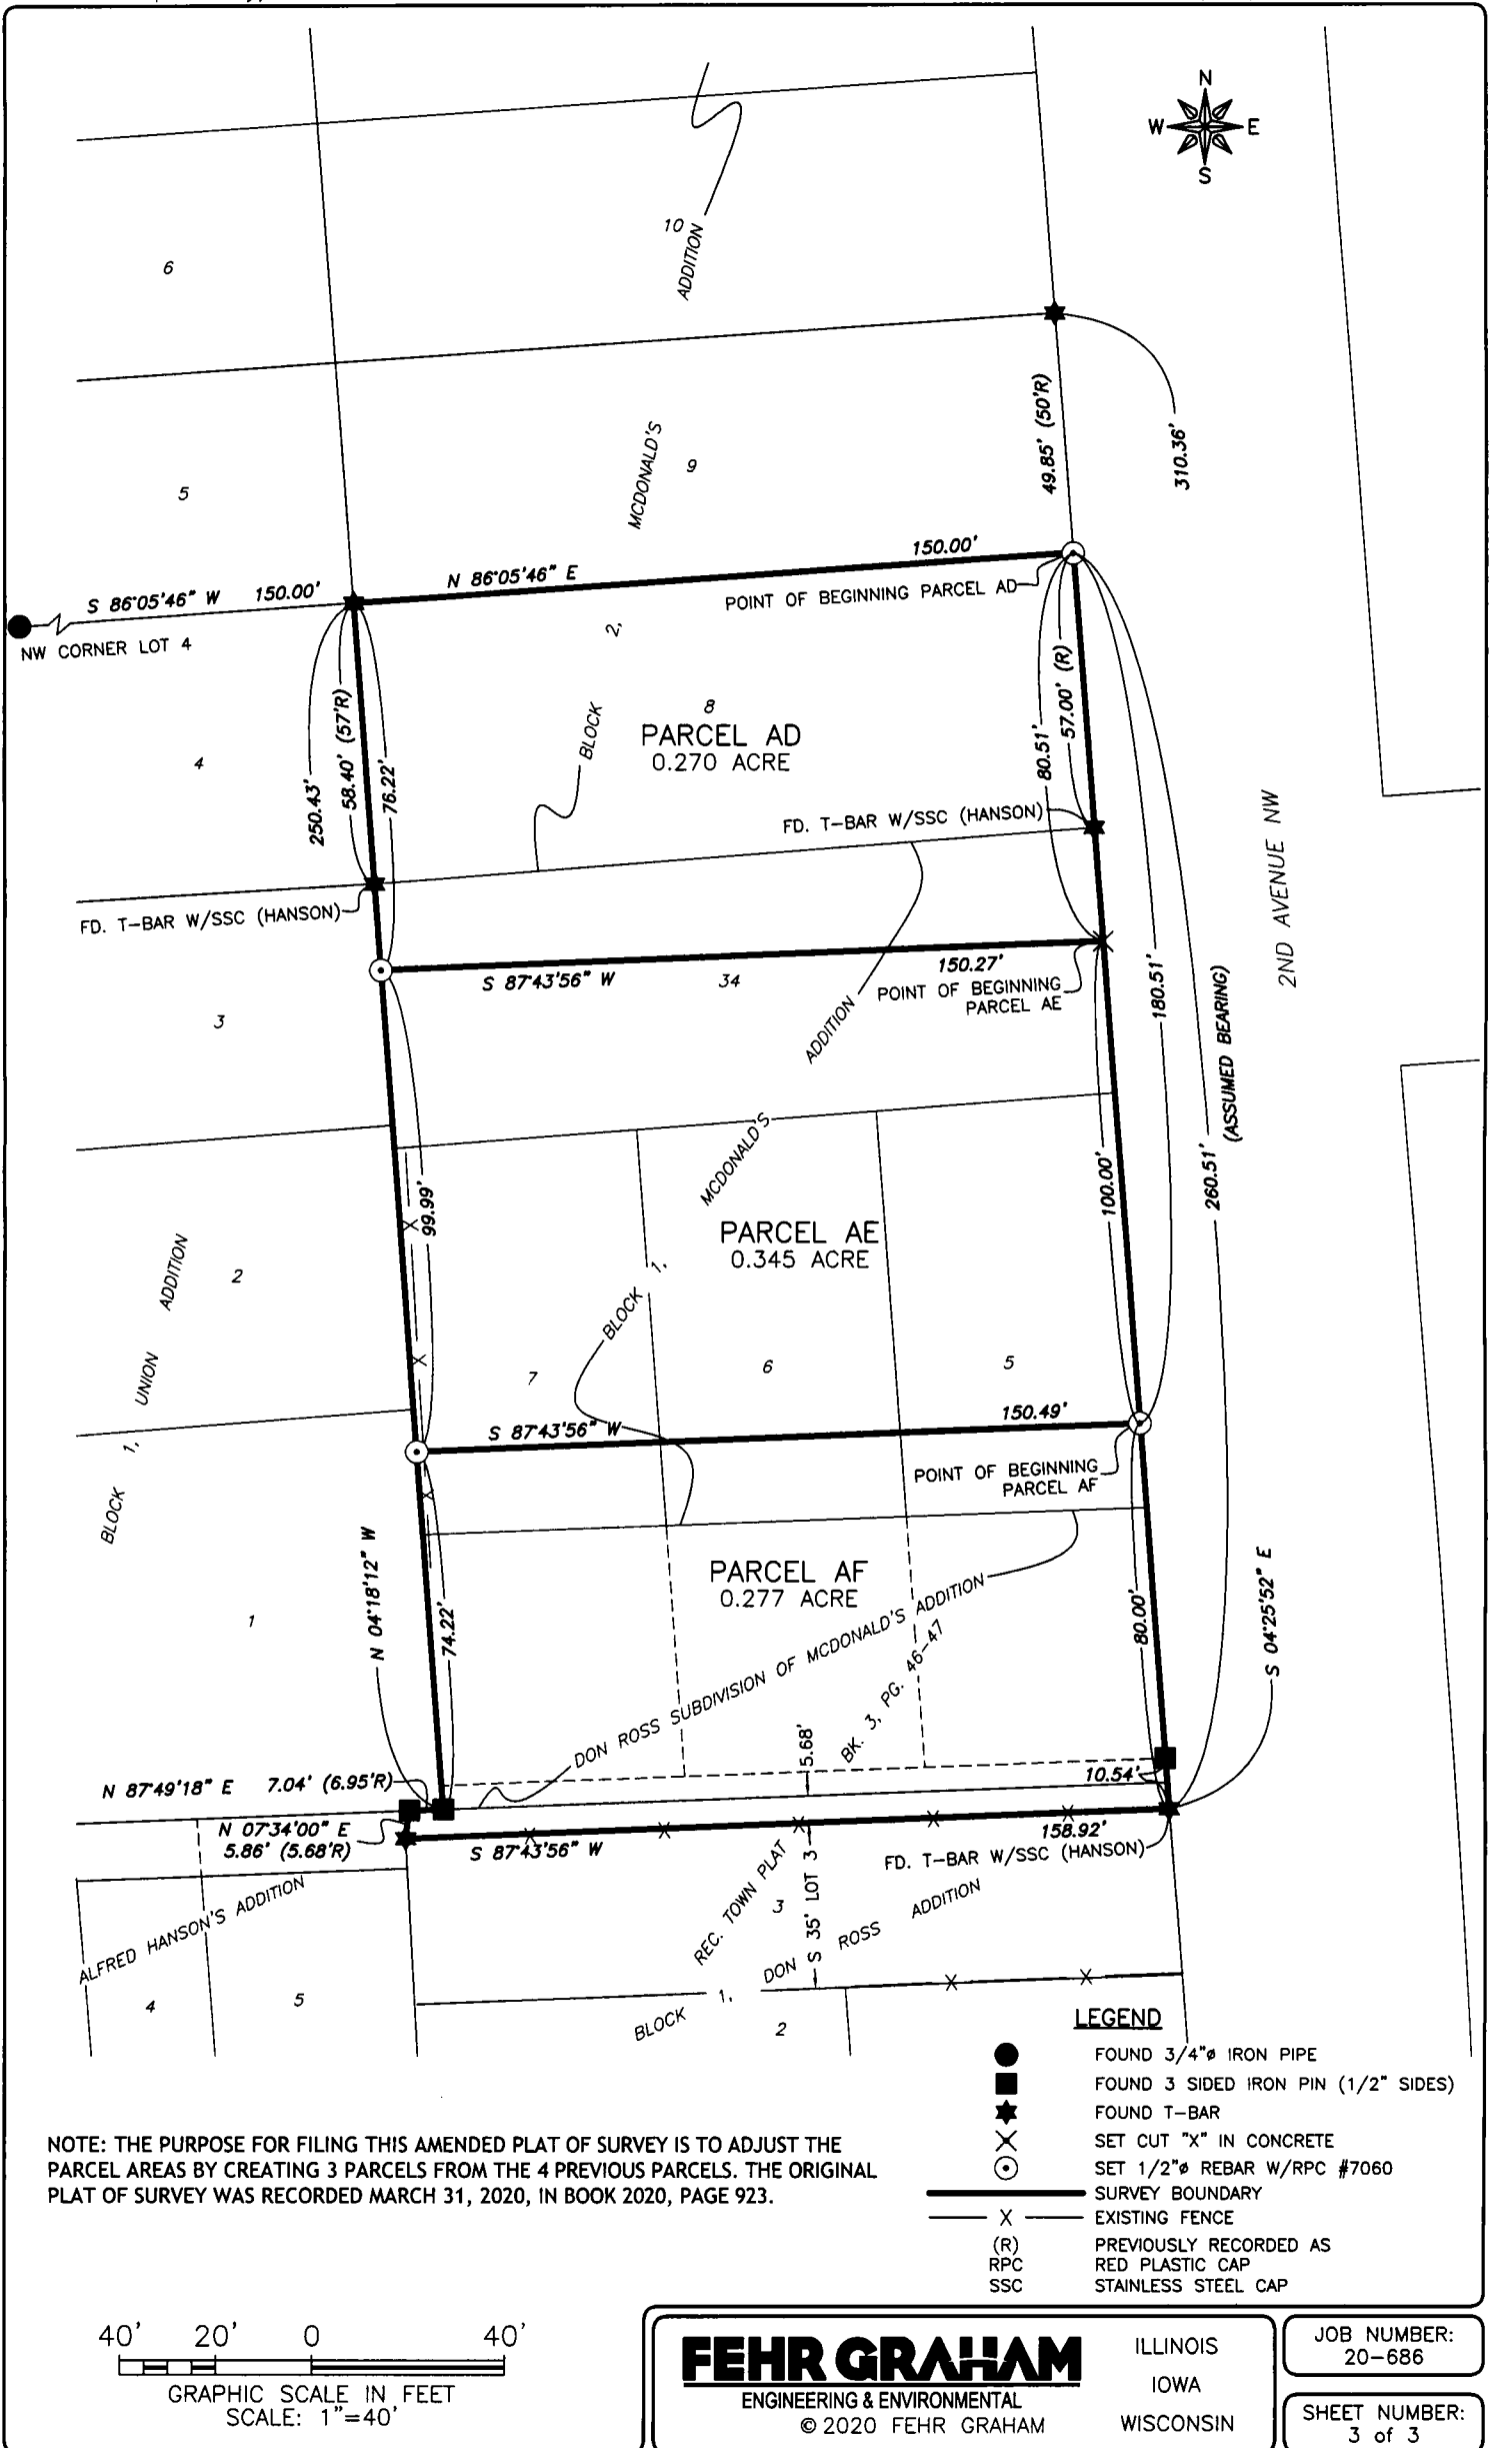 N
W E
S
6
10
ADDITION
5
MCDONALD'S
9
49.85' (50'R)
310.36'
S 86°05'46" W 150.00'
N 86°05'46" E
150.00'
NW CORNER LOT 4
POINT OF BEGINNING PARCEL AD
2,
BLOCK
8
PARCEL AD
0.270 ACRE
4
250.43'
58.40' (57'R)
76.22'
80.51'
57.00' (R)
FD. T-BAR W/SSC (HANSON)
FD. T-BAR W/SSC (HANSON)
2ND AVENUE NW
S 87°43'56" W
34
150.27'
POINT OF BEGINNING
PARCEL AE
ADDITION
3
180.51'
(ASSUMED BEARING)
260.51'
MCDONALD'S
100.00'
99.99'
PARCEL AE
0.345 ACRE
BLOCK 1,
2
BLOCK 1, UNION ADDITION
7
6
5
S 87°43'56" W
150.49'
POINT OF BEGINNING
PARCEL AF
PARCEL AF
0.277 ACRE
1
N 04°18'12" W
74.22'
80.00'
S 04°25'52" E
DON ROSS SUBDIVISION OF MCDONALD'S ADDITION
BK. 3, PG. 46-47
5.68'
10.54'
N 87°49'18" E 7.04' (6.95'R)
N 07°34'00" E
5.86' (5.68'R)
S 87°43'56" W
158.92'
FD. T-BAR W/SSC (HANSON)
REC. TOWN PLAT
3
S 35' LOT 3
ALFRED HANSON'S ADDITION
4
5
BLOCK 1, DON ROSS ADDITION
2
LEGEND
FOUND 3/4"ø IRON PIPE
FOUND 3 SIDED IRON PIN (1/2" SIDES)
FOUND T-BAR
SET CUT "X" IN CONCRETE
SET 1/2"ø REBAR W/RPC #7060
SURVEY BOUNDARY
X EXISTING FENCE
(R) PREVIOUSLY RECORDED AS
RPC RED PLASTIC CAP
SSC STAINLESS STEEL CAP
NOTE: THE PURPOSE FOR FILING THIS AMENDED PLAT OF SURVEY IS TO ADJUST THE
PARCEL AREAS BY CREATING 3 PARCELS FROM THE 4 PREVIOUS PARCELS. THE ORIGINAL
PLAT OF SURVEY WAS RECORDED MARCH 31, 2020, IN BOOK 2020, PAGE 923.
40' 20' 0 40'
GRAPHIC SCALE IN FEET
SCALE: 1"=40'
FEHR GRAHAM
ENGINEERING & ENVIRONMENTAL
© 2020 FEHR GRAHAM
ILLINOIS
IOWA
WISCONSIN
JOB NUMBER:
20-686
SHEET NUMBER:
3 of 3